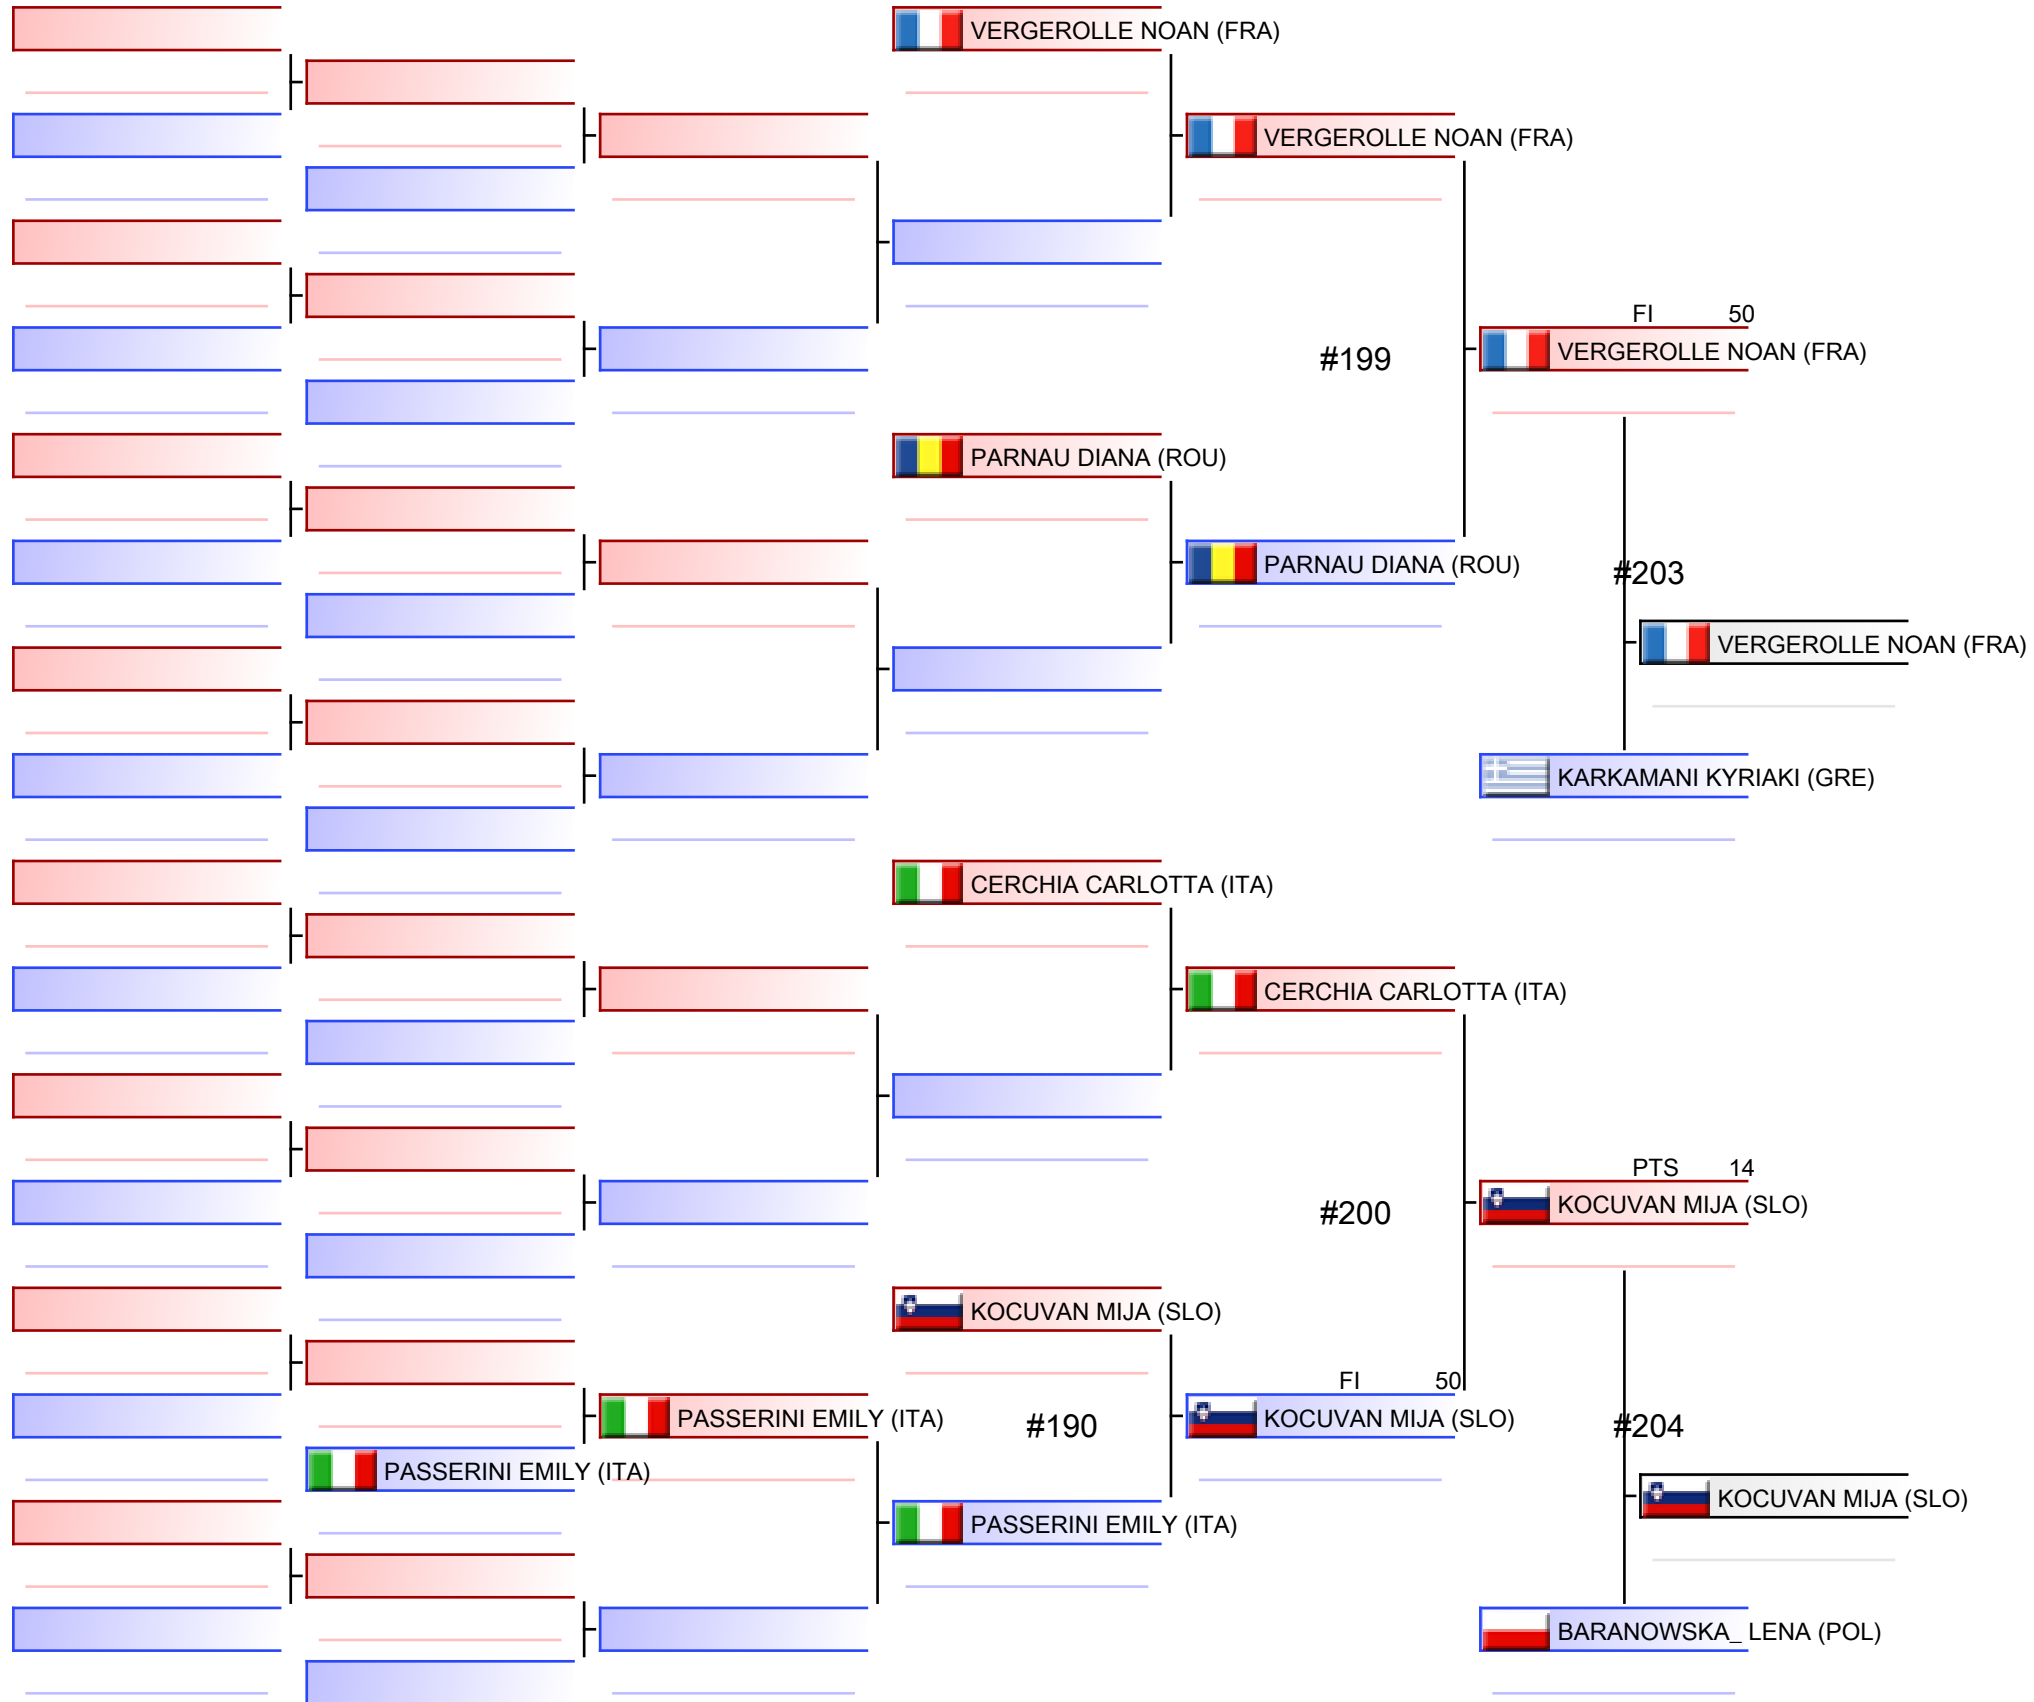 VERGEROLLE NOAN (FRA)
VERGEROLLE NOAN (FRA)
FI 50
VERGEROLLE NOAN (FRA)
#199
PARNAU DIANA (ROU)
PARNAU DIANA (ROU)
#203
VERGEROLLE NOAN (FRA)
KARKAMANI KYRIAKI (GRE)
CERCHIA CARLOTTA (ITA)
CERCHIA CARLOTTA (ITA)
PTS 14
KOCUVAN MIJA (SLO)
#200
KOCUVAN MIJA (SLO)
FI 50
KOCUVAN MIJA (SLO)
PASSERINI EMILY (ITA)
#190
#204
PASSERINI EMILY (ITA)
KOCUVAN MIJA (SLO)
PASSERINI EMILY (ITA)
BARANOWSKA_ LENA (POL)